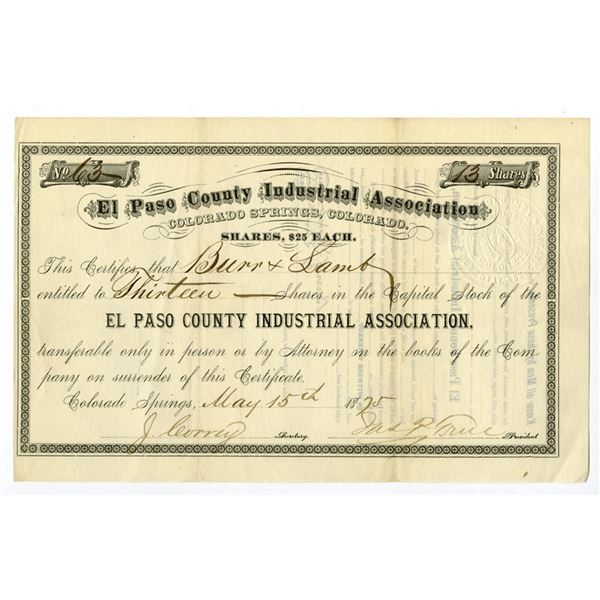 No 63
13 Shares
El Paso County Industrial Association
COLORADO SPRINGS, COLORADO.
SHARES, $25 EACH.
This Certifies that Burr & Lamb
entitled to Thirteen — Shares in the Capital Stock of the
EL PASO COUNTY INDUSTRIAL ASSOCIATION,
transferable only in person or by Attorney on the books of the Com-
pany on surrender of this Certificate.
Colorado Springs, May 15th 1875
Secretary. President